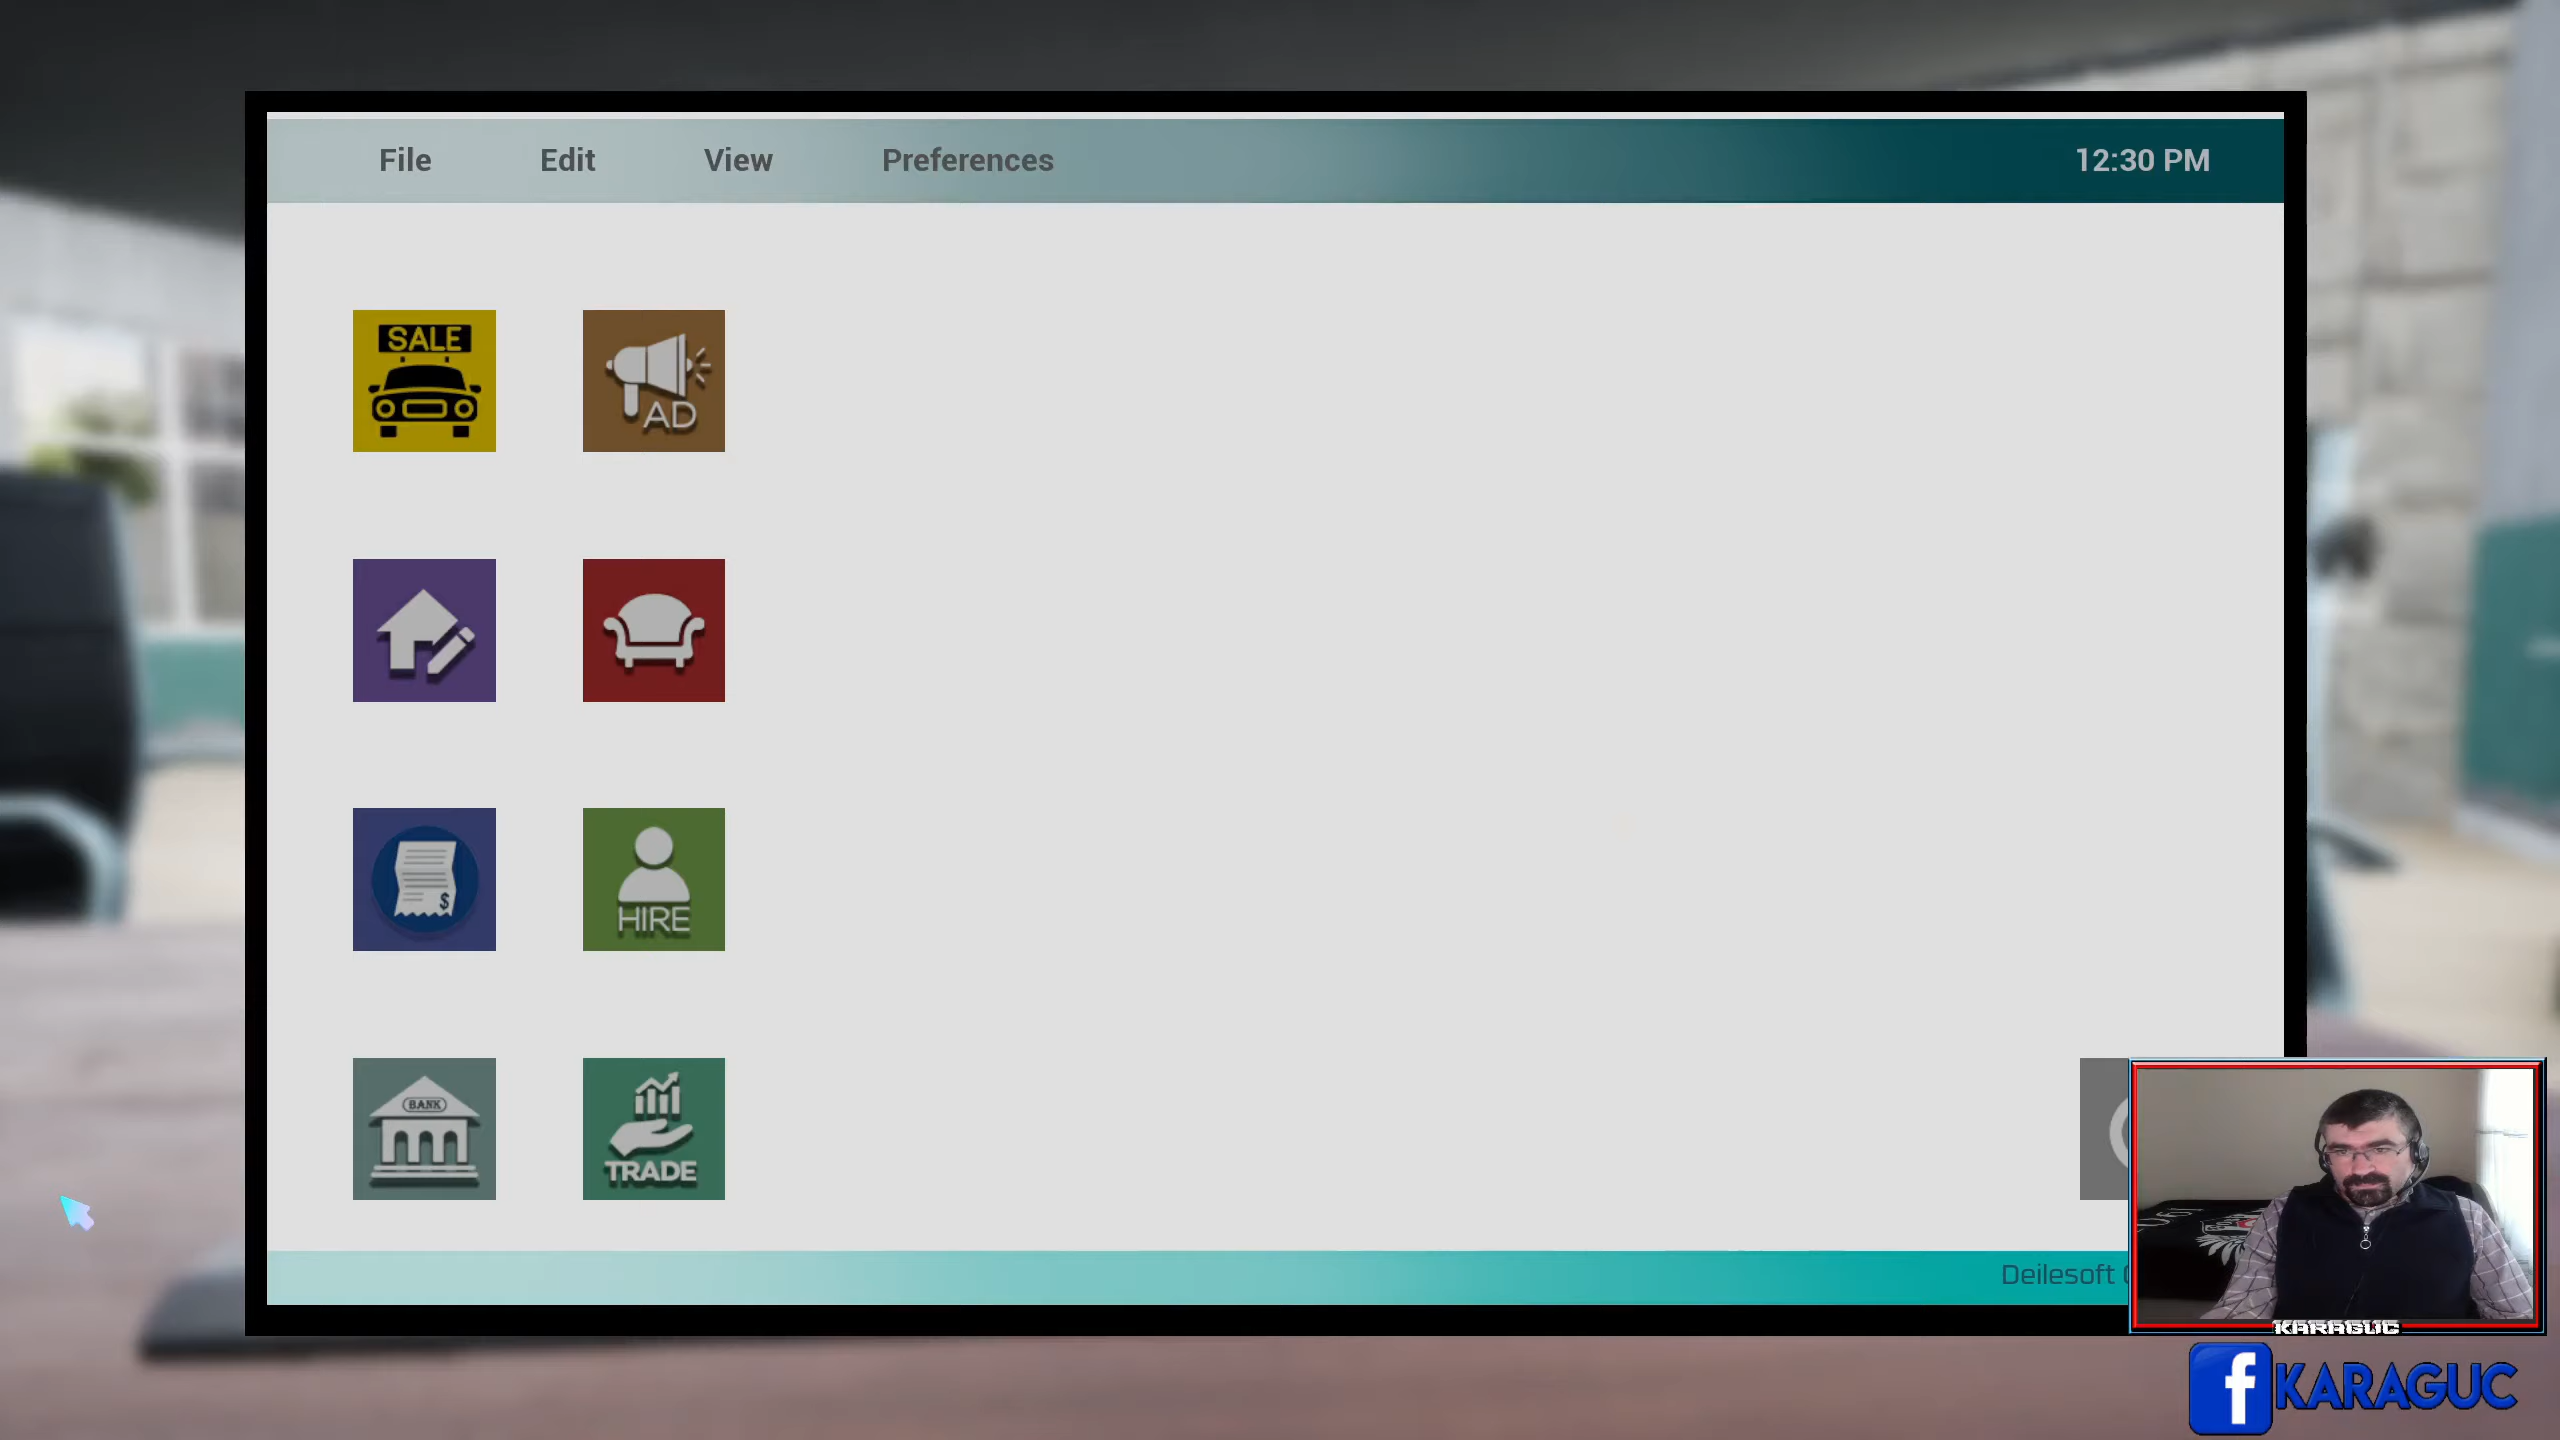 File Edit View Preferences 12:30 PM
SALE
AD
$
HIRE
BANK
TRADE
Deilesoft
KARAGUC
f KARAGUC